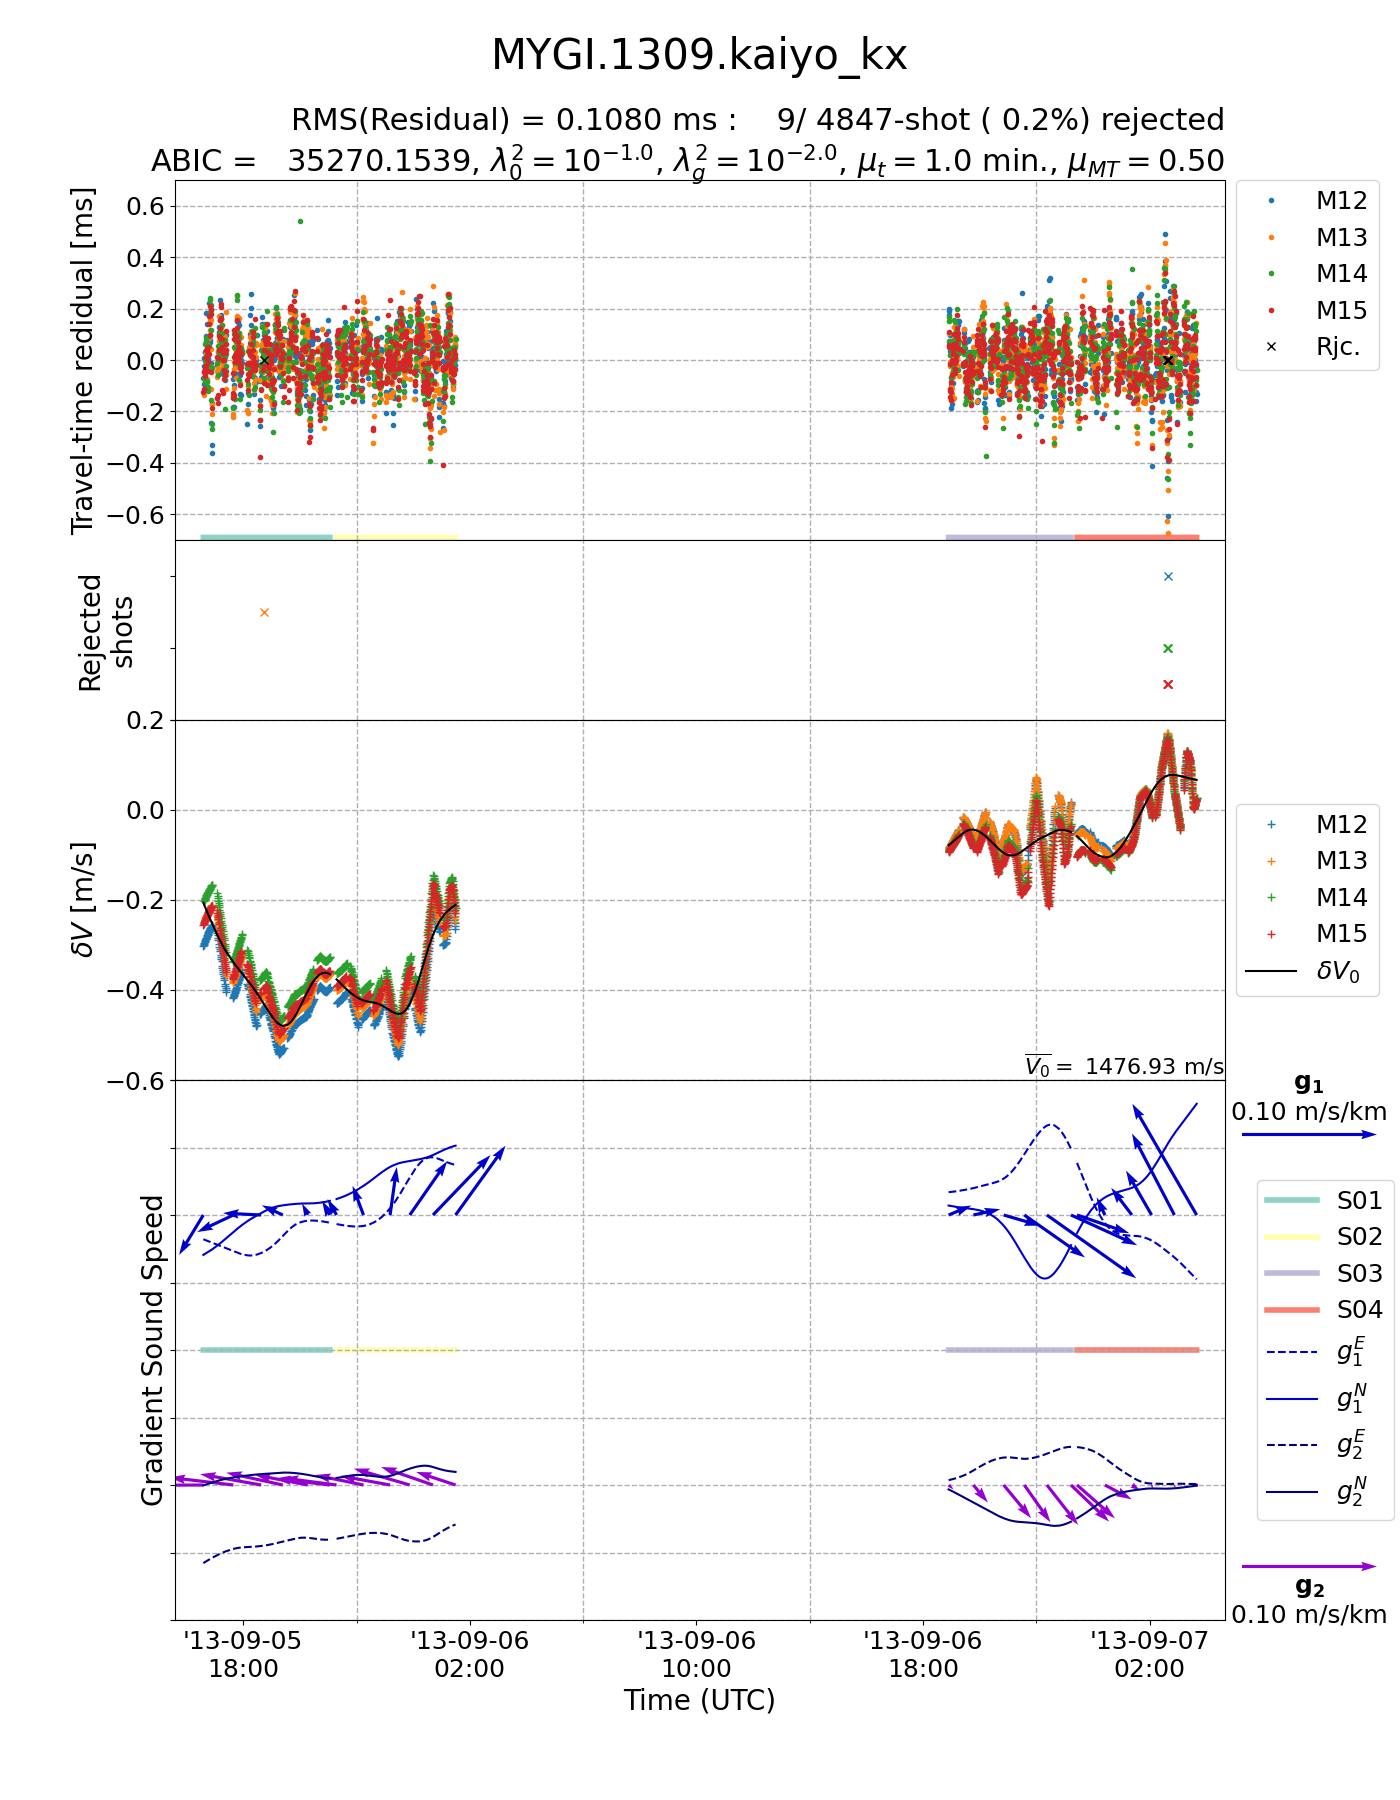 MYGI.1309.kaiyo_kx
RMS(Residual) = 0.1080 ms :    9/ 4847-shot ( 0.2%) rejected
ABIC =   35270.1539, λ₀² = 10⁻¹·⁰, λ_g² = 10⁻²·⁰, μ_t = 1.0 min., μ_MT = 0.50
Travel-time redidual [ms]
0.6
0.4
0.2
0.0
−0.2
−0.4
−0.6
M12
M13
M14
M15
Rjc.
Rejected
shots
δV [m/s]
0.2
0.0
−0.2
−0.4
−0.6
V̅₀ = 1476.93 m/s
M12
M13
M14
M15
δV₀
Gradient Sound Speed
g₁
0.10 m/s/km
S01
S02
S03
S04
g₁ᴱ
g₁ᴺ
g₂ᴱ
g₂ᴺ
g₂
0.10 m/s/km
'13-09-05 '13-09-06 '13-09-06 '13-09-06 '13-09-07
18:00 02:00 10:00 18:00 02:00
Time (UTC)